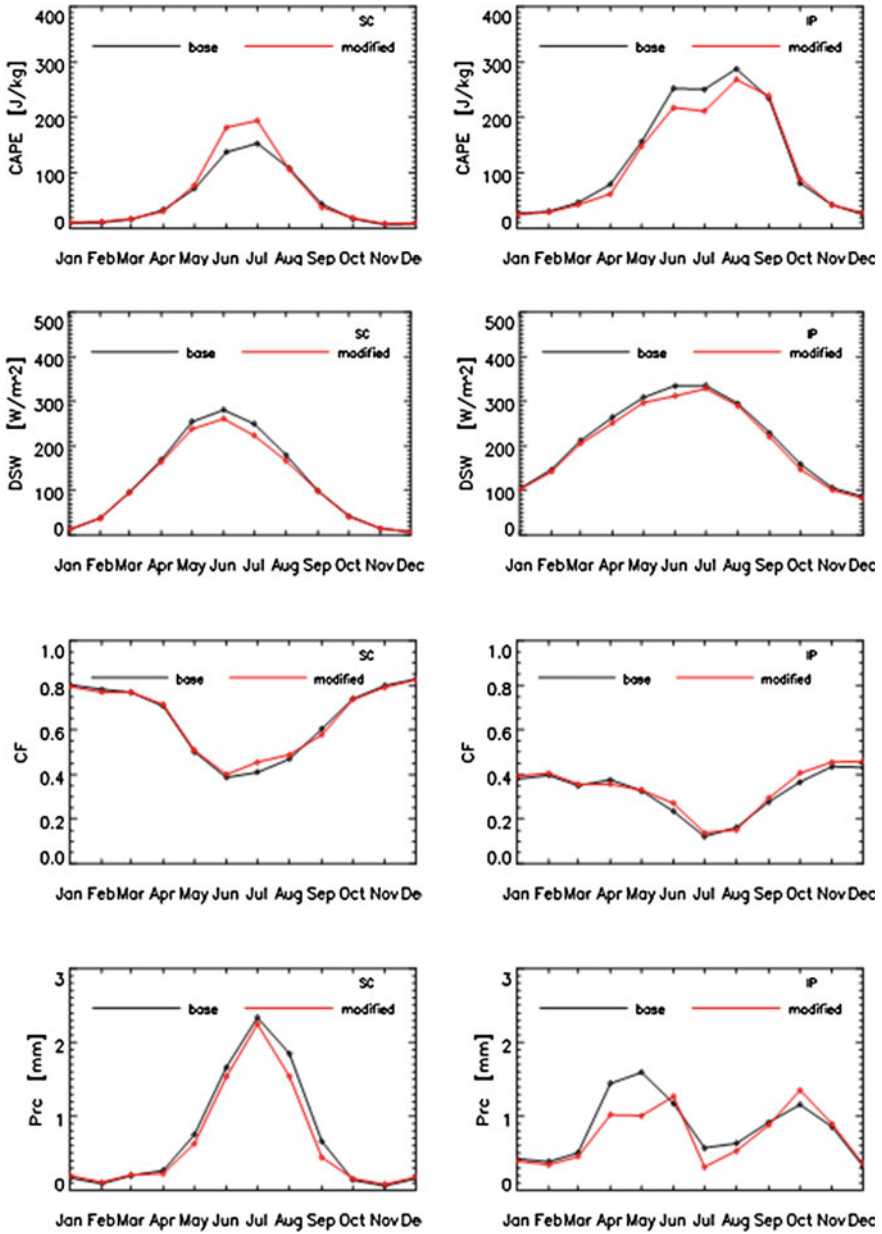 SC
base modified
CAPE [J/kg]
400
300
200
100
0
Jan Feb Mar Apr May Jun Jul Aug Sep Oct Nov Dec
IP
base modified
CAPE [J/kg]
400
300
200
100
0
Jan Feb Mar Apr May Jun Jul Aug Sep Oct Nov Dec
SC
base modified
DSW [W/m^2]
500
400
300
200
100
0
Jan Feb Mar Apr May Jun Jul Aug Sep Oct Nov Dec
IP
base modified
DSW [W/m^2]
500
400
300
200
100
0
Jan Feb Mar Apr May Jun Jul Aug Sep Oct Nov Dec
SC
base modified
CF
1.0
0.8
0.6
0.4
0.2
0.0
Jan Feb Mar Apr May Jun Jul Aug Sep Oct Nov Dec
IP
base modified
CF
1.0
0.8
0.6
0.4
0.2
0.0
Jan Feb Mar Apr May Jun Jul Aug Sep Oct Nov Dec
SC
base modified
Prc [mm]
3
2
1
0
Jan Feb Mar Apr May Jun Jul Aug Sep Oct Nov Dec
IP
base modified
Prc [mm]
3
2
1
0
Jan Feb Mar Apr May Jun Jul Aug Sep Oct Nov Dec